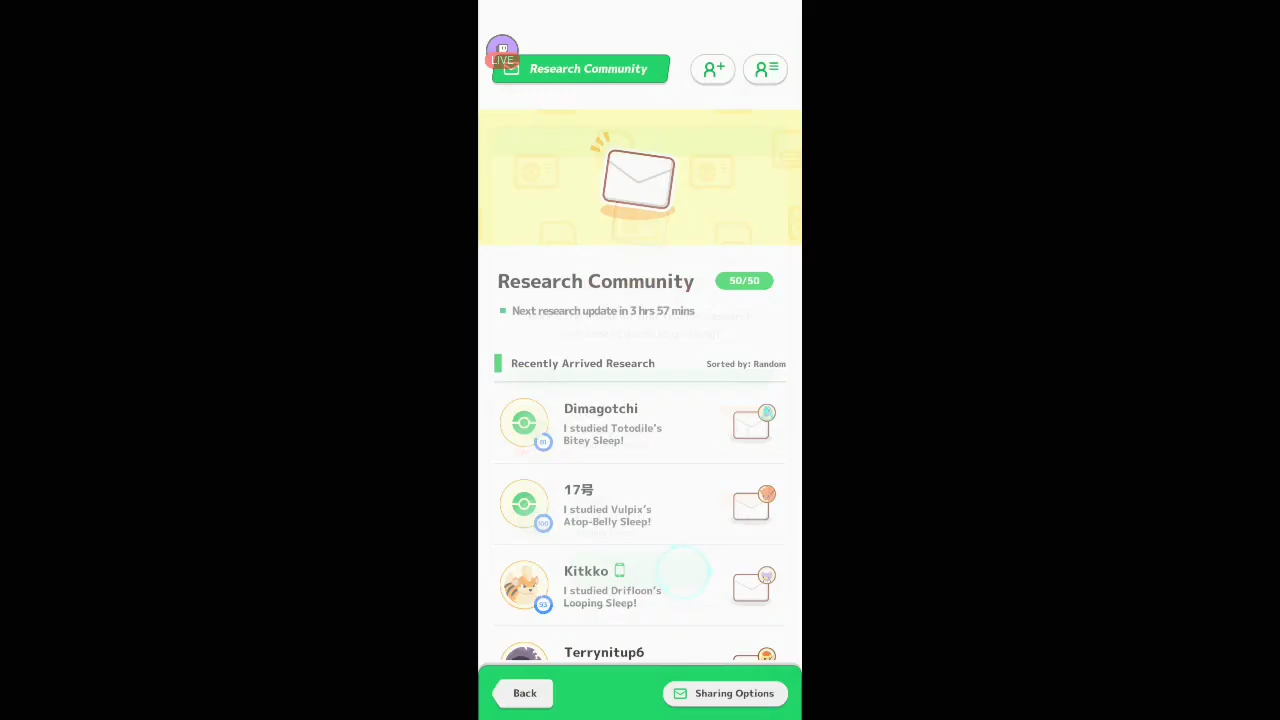 LIVE
Research Community
Research Community
50/50
Next research update in 3 hrs 57 mins
Recently Arrived Research
Sorted by: Random
Dimagotchi
I studied Totodile's
Bitey Sleep!
17号
100
I studied Vulpix's
Atop-Belly Sleep!
Kitkko
93
I studied Drifloon's
Looping Sleep!
Terrynitup6
Back
Sharing Options